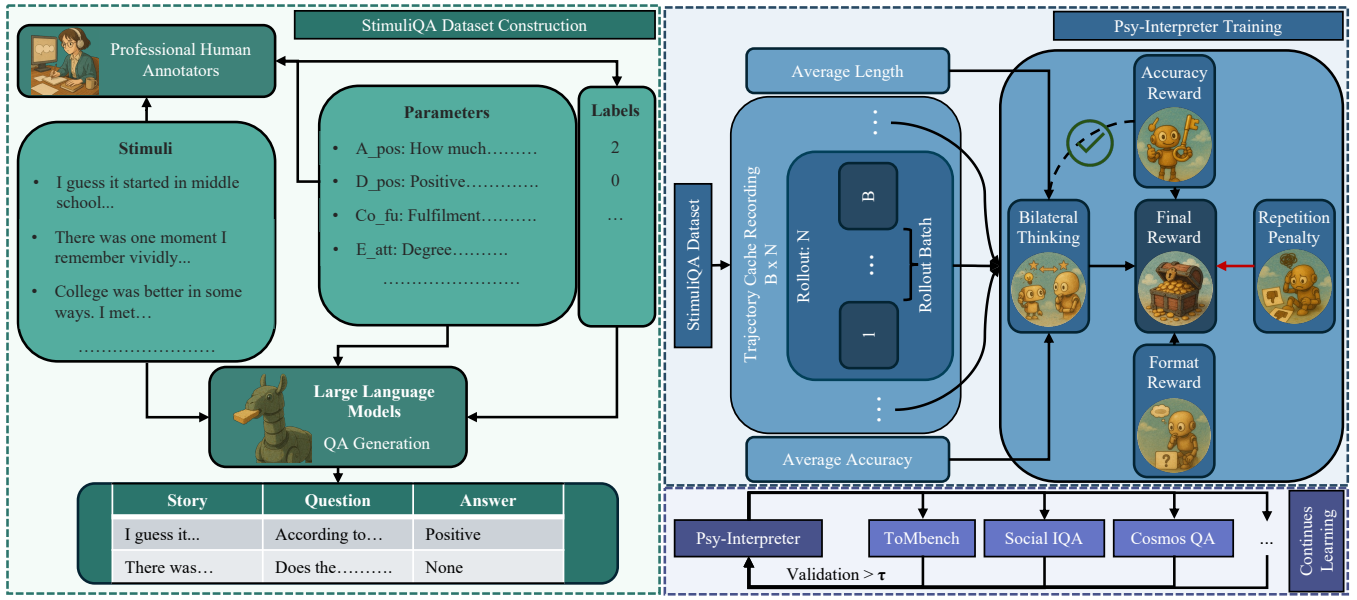 StimuliQA Dataset Construction
Professional Human
Annotators
Stimuli
• I guess it started in middle
school...
• There was one moment I
remember vividly...
• College was better in some
ways. I met…
……………………
Parameters
• A_pos: How much………
• D_pos: Positive………….
• Co_fu: Fulfilment………
• E_att: Degree……….
……………………
Labels
2
0
…
Large Language
Models
QA Generation
Story Question Answer
I guess it... According to… Positive
There was… Does the………. None
Psy-Interpreter Training
StimuliQA Dataset
Average Length
Trajectory Cache Recording
B x N
Rollout: N
B
...
1
Rollout Batch
Average Accuracy
Accuracy
Reward
Bilateral
Thinking
Final
Reward
Repetition
Penalty
Format
Reward
?
Psy-Interpreter
ToMbench
Social IQA
Cosmos QA
...
Validation > τ
Continues
Learning